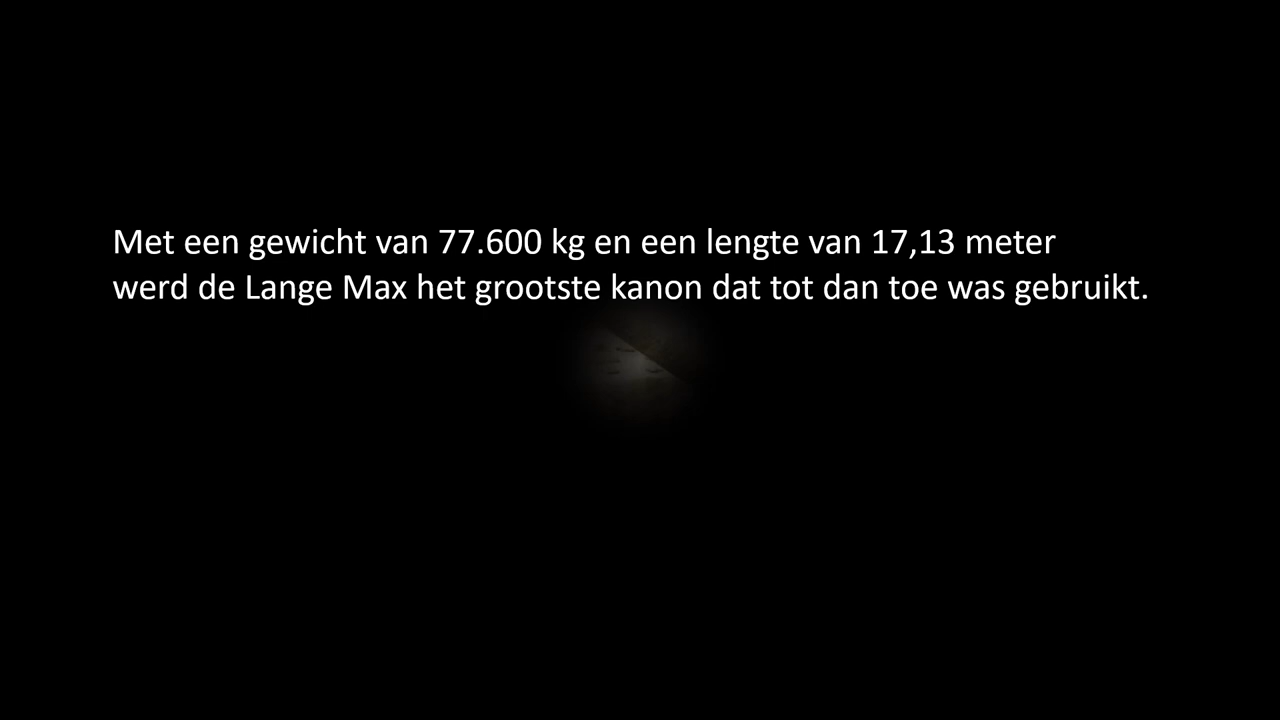 Met een gewicht van 77.600 kg en een lengte van 17,13 meter
werd de Lange Max het grootste kanon dat tot dan toe was gebruikt.